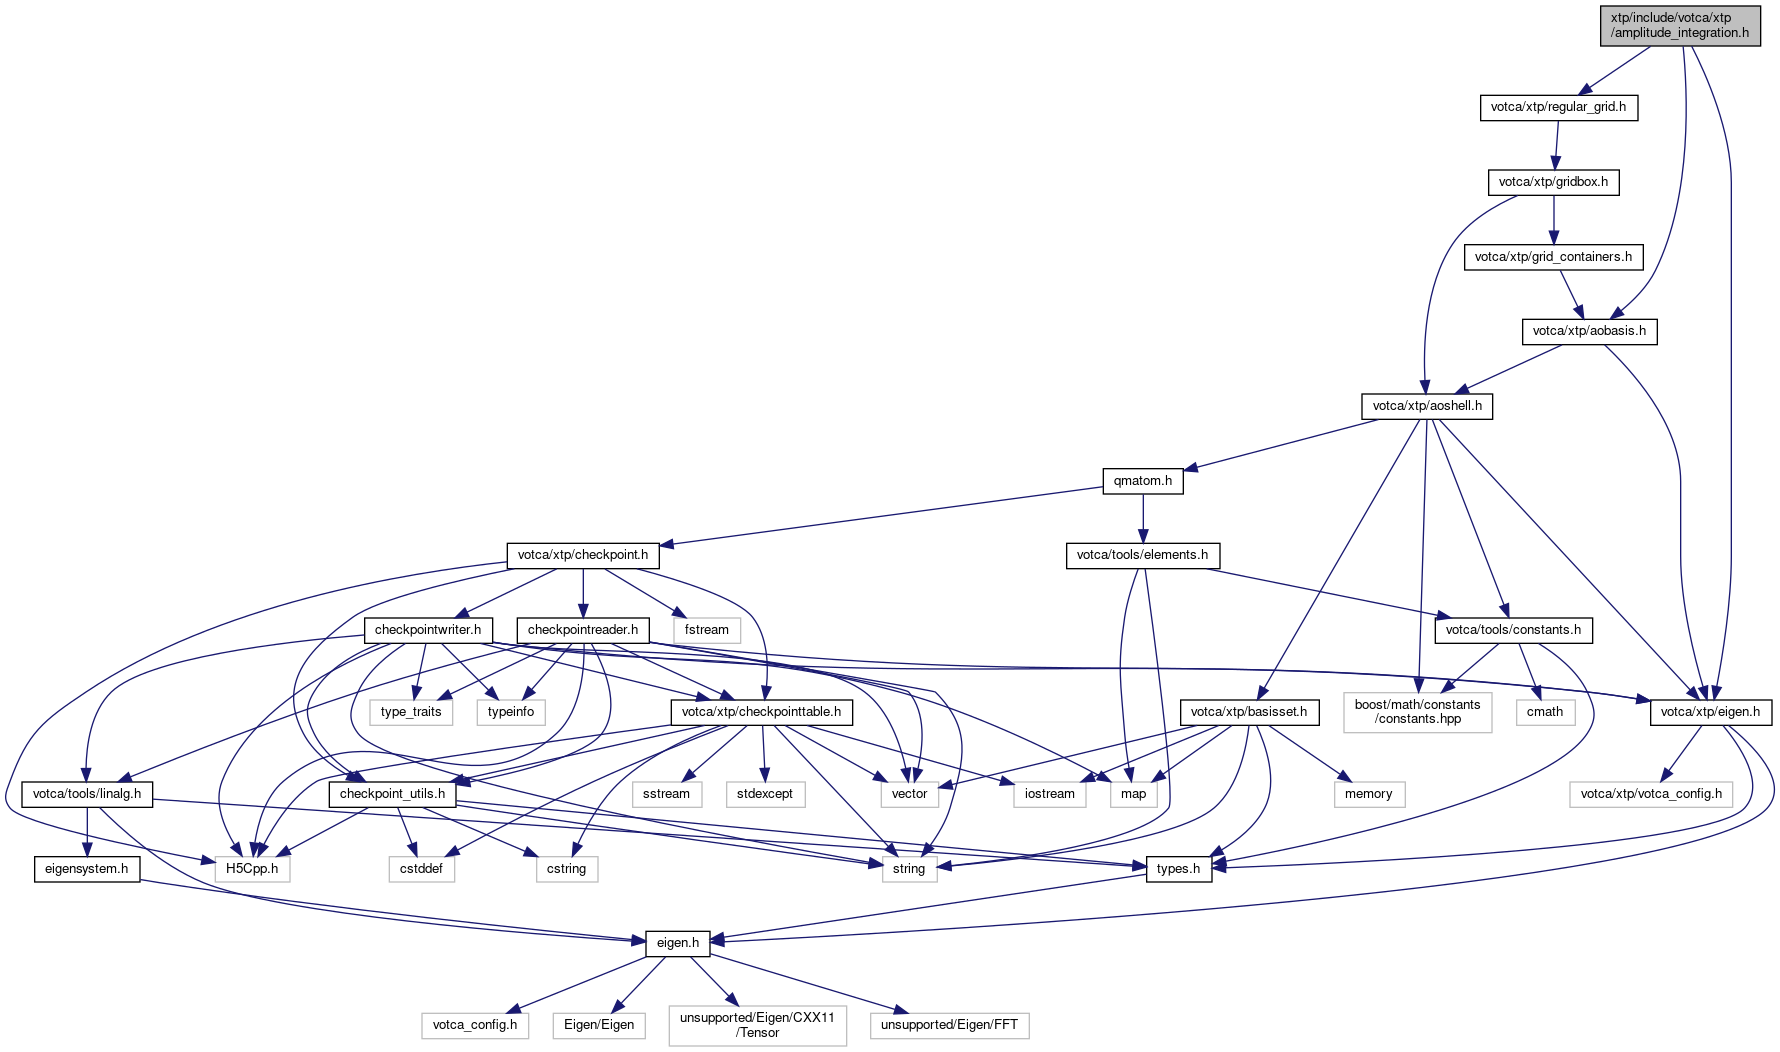 xtp/include/votca/xtp
/amplitude_integration.h
votca/xtp/regular_grid.h
votca/xtp/gridbox.h
votca/xtp/grid_containers.h
votca/xtp/aobasis.h
votca/xtp/aoshell.h
qmatom.h
votca/xtp/checkpoint.h
votca/tools/elements.h
checkpointwriter.h
checkpointreader.h
fstream
votca/tools/constants.h
type_traits
typeinfo
votca/xtp/checkpointtable.h
votca/xtp/basisset.h
boost/math/constants
/constants.hpp
cmath
votca/xtp/eigen.h
votca/tools/linalg.h
checkpoint_utils.h
sstream
stdexcept
vector
iostream
map
memory
votca/xtp/votca_config.h
eigensystem.h
H5Cpp.h
cstddef
cstring
string
types.h
eigen.h
votca_config.h
Eigen/Eigen
unsupported/Eigen/CXX11
/Tensor
unsupported/Eigen/FFT